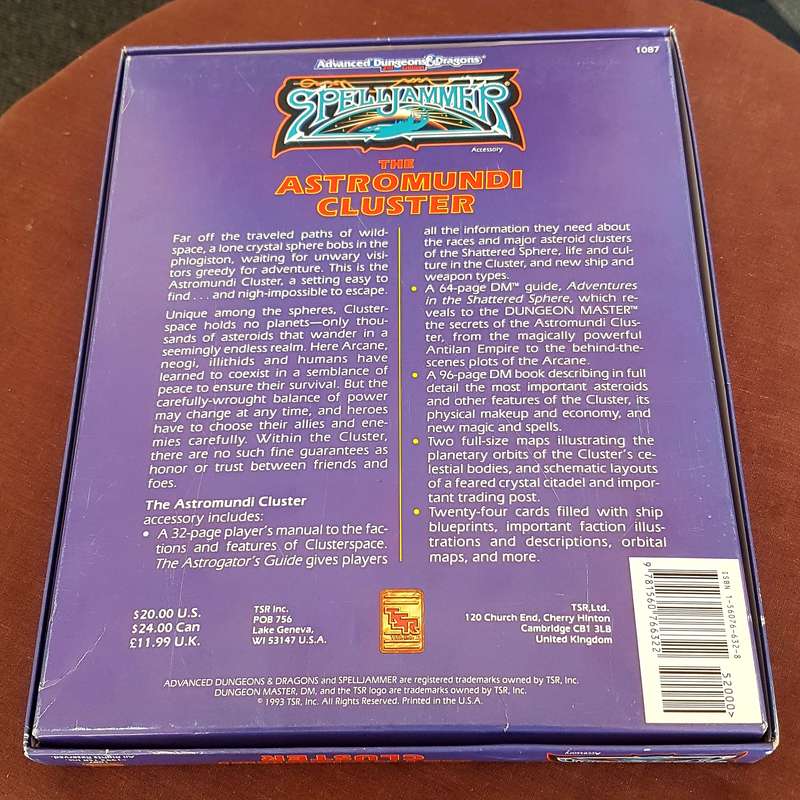 1087
Advanced Dungeons & Dragons®
SPELLJAMMER®
Accessory
THE
ASTROMUNDI
CLUSTER
Far off the traveled paths of wild-
space, a lone crystal sphere bobs in the
phlogiston, waiting for unwary visi-
tors greedy for adventure. This is the
Astromundi Cluster, a setting easy to
find . . . and nigh-impossible to escape.
Unique among the spheres, Cluster-
space holds no planets—only thou-
sands of asteroids that wander in a
seemingly endless realm. Here Arcane,
neogi, illithids and humans have
learned to coexist in a semblance of
peace to ensure their survival. But the
carefully-wrought balance of power
may change at any time, and heroes
have to choose their allies and ene-
mies carefully. Within the Cluster,
there are no such fine guarantees as
honor or trust between friends and
foes.
The Astromundi Cluster
accessory includes:
• A 32-page player's manual to the fac-
tions and features of Clusterspace.
The Astrogator's Guide gives players
all the information they need about
the races and major asteroid clusters
of the Shattered Sphere, life and cul-
ture in the Cluster, and new ship and
weapon types.
• A 64-page DM™ guide, Adventures
in the Shattered Sphere, which re-
veals to the DUNGEON MASTER™
the secrets of the Astromundi Clus-
ter, from the magically powerful
Antilan Empire to the behind-the-
scenes plots of the Arcane.
• A 96-page DM book describing in full
detail the most important asteroids
and other features of the Cluster, its
physical makeup and economy, and
new magic and spells.
• Two full-size maps illustrating the
planetary orbits of the Cluster's ce-
lestial bodies, and schematic layouts
of a feared crystal citadel and impor-
tant trading post.
• Twenty-four cards filled with ship
blueprints, important faction illus-
trations and descriptions, orbital
maps, and more.
$20.00 U.S.
$24.00 Can
£11.99 U.K.
TSR Inc.
POB 756
Lake Geneva,
WI 53147 U.S.A.
TSR
TSR,Ltd.
120 Church End, Cherry Hinton
Cambridge CB1 3LB
United Kingdom
ISBN 1-56076-632-8
9 781560 766322
52000>
ADVANCED DUNGEONS & DRAGONS and SPELLJAMMER are registered trademarks owned by TSR, Inc.
DUNGEON MASTER, DM, and the TSR logo are trademarks owned by TSR, Inc.
© 1993 TSR, Inc. All Rights Reserved. Printed in the U.S.A.
All Rights Reserved.
CLUSTER
Accessory